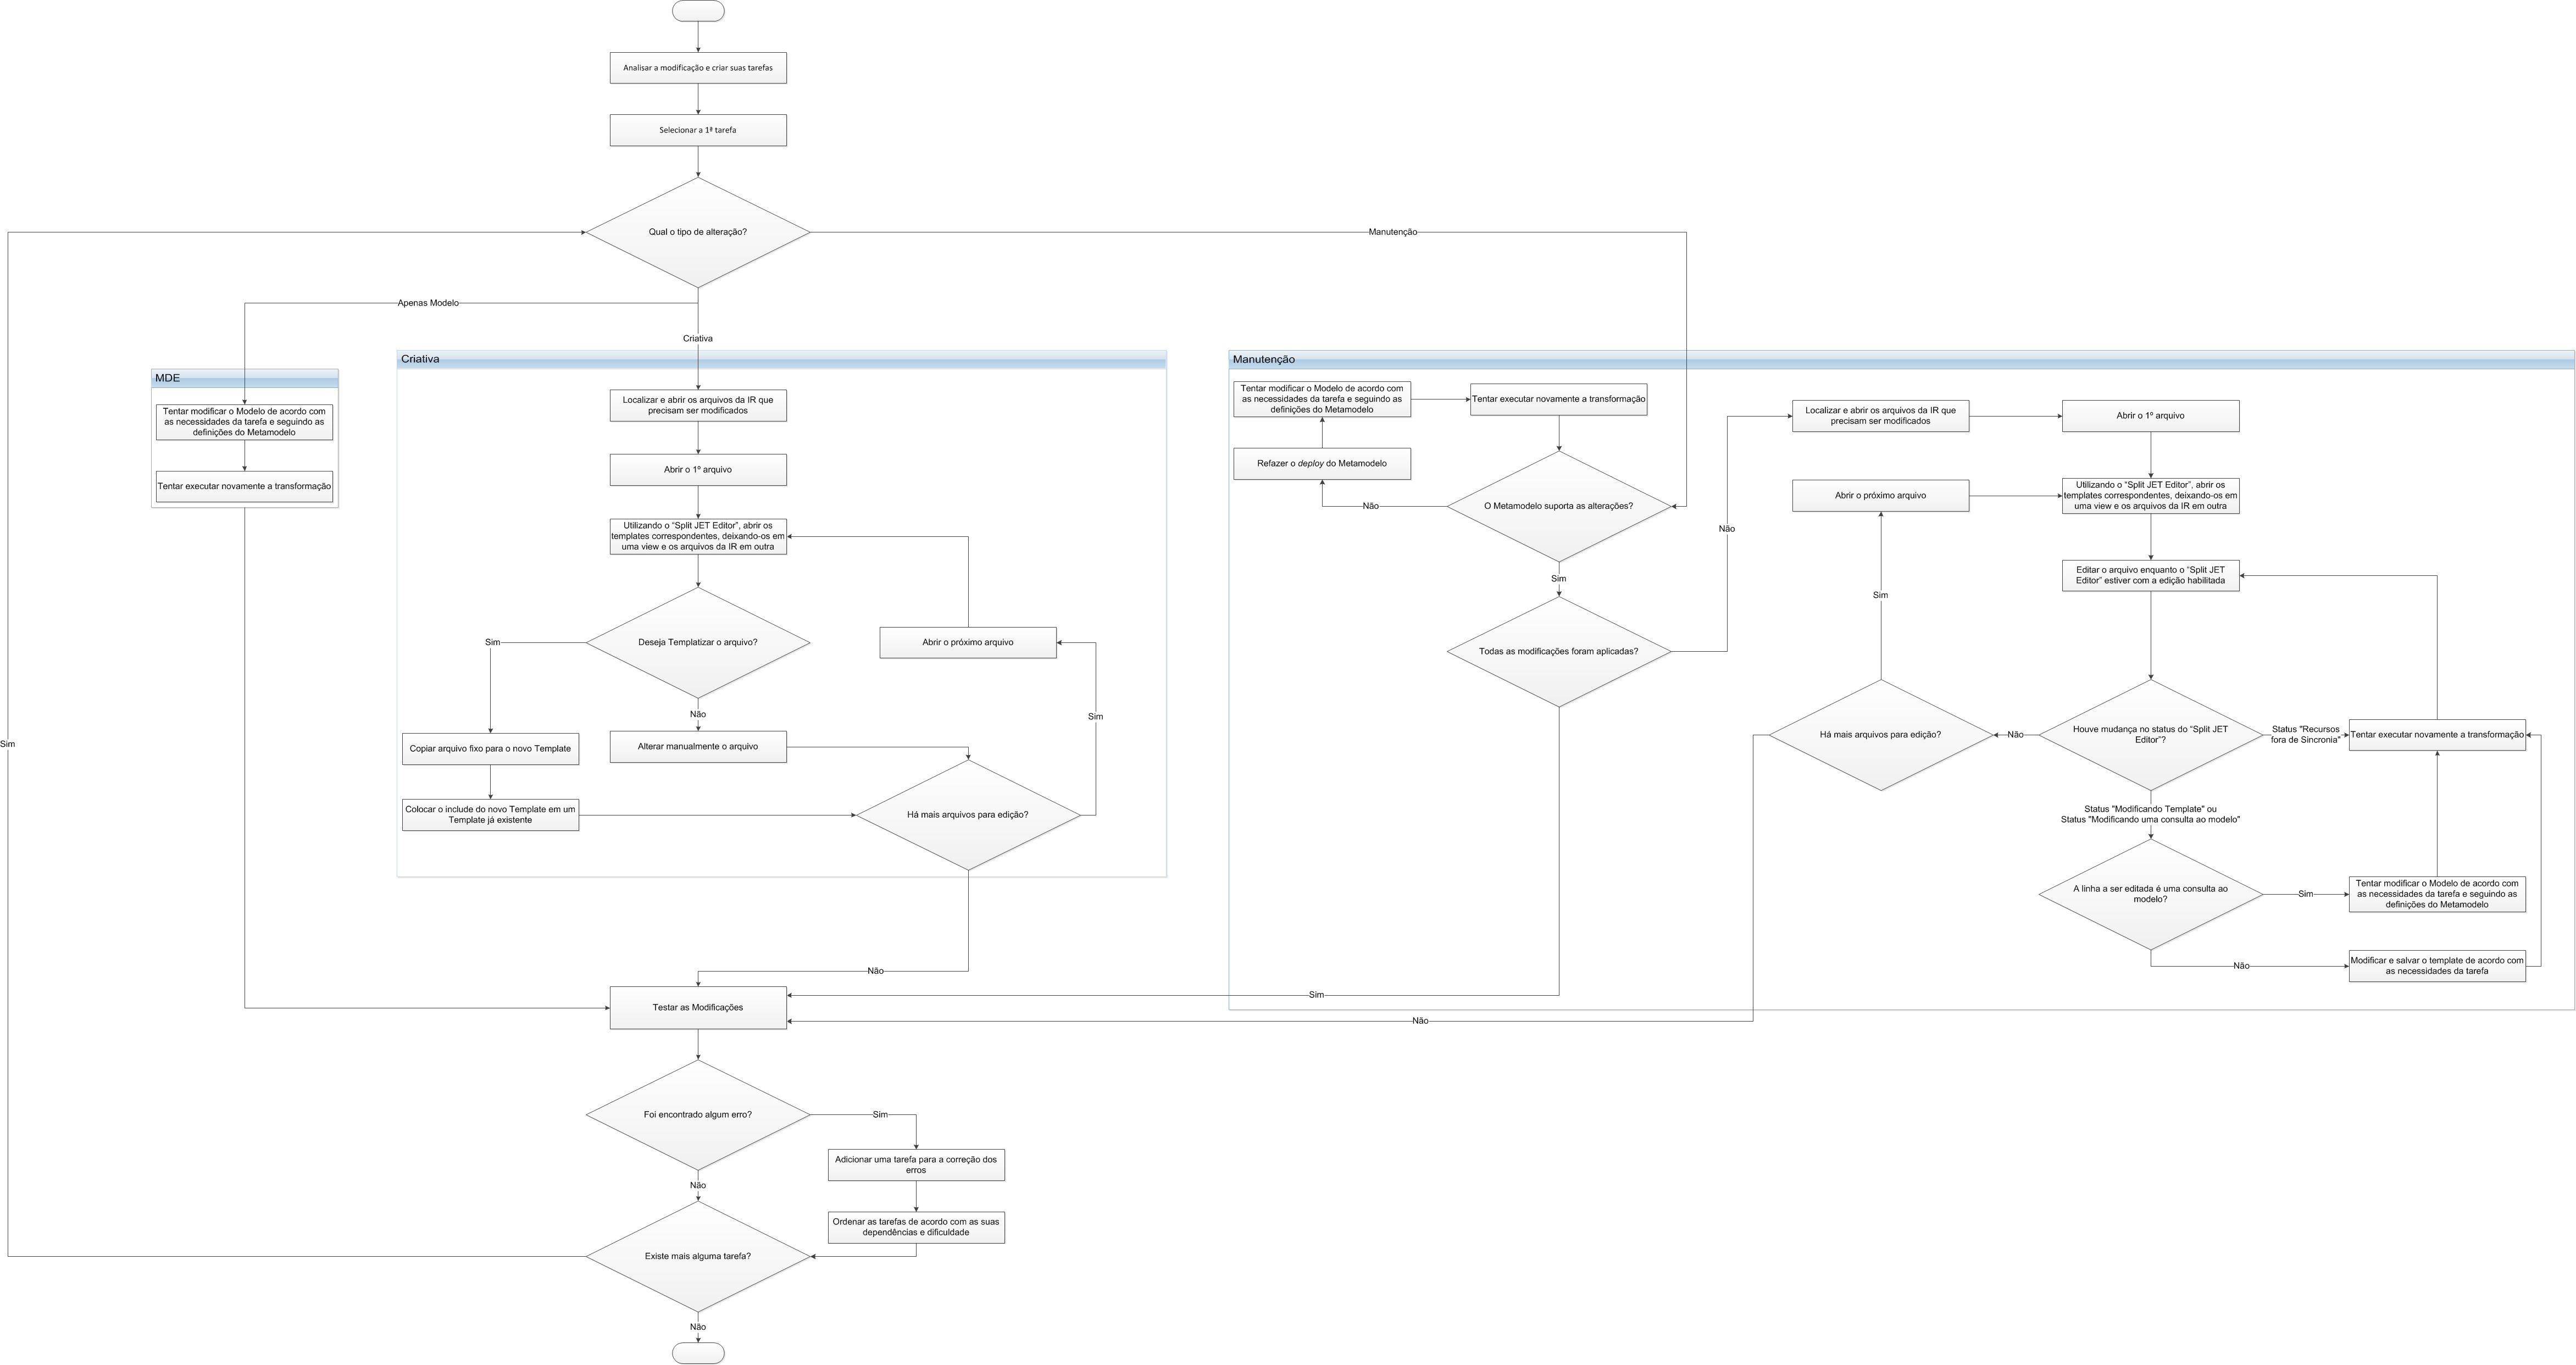 Analisar a modificação e criar suas tarefas
Selecionar a 1ª tarefa
Qual o tipo de alteração?
Manutenção
Apenas Modelo
Criativa
MDE
Tentar modificar o Modelo de acordo com
as necessidades da tarefa e seguindo as
definições do Metamodelo
Tentar executar novamente a transformação
Criativa
Localizar e abrir os arquivos da IR que
precisam ser modificados
Abrir o 1º arquivo
Utilizando o “Split JET Editor”, abrir os
templates correspondentes, deixando-os em
uma view e os arquivos da IR em outra
Deseja Templatizar o arquivo?
Sim
Não
Abrir o próximo arquivo
Sim
Copiar arquivo fixo para o novo Template
Alterar manualmente o arquivo
Colocar o include do novo Template em um
Template já existente
Há mais arquivos para edição?
Não
Manutenção
Tentar modificar o Modelo de acordo com
as necessidades da tarefa e seguindo as
definições do Metamodelo
Tentar executar novamente a transformação
Refazer o deploy do Metamodelo
Não
O Metamodelo suporta as alterações?
Sim
Todas as modificações foram aplicadas?
Não
Sim
Localizar e abrir os arquivos da IR que
precisam ser modificados
Abrir o 1º arquivo
Abrir o próximo arquivo
Utilizando o “Split JET Editor”, abrir os
templates correspondentes, deixando-os em
uma view e os arquivos da IR em outra
Editar o arquivo enquanto o “Split JET
Editor” estiver com a edição habilitada
Sim
Há mais arquivos para edição?
Não
Houve mudança no status do “Split JET
Editor”?
Status "Recursos
fora de Sincronia"
Tentar executar novamente a transformação
Status "Modificando Template" ou
Status "Modificando uma consulta ao modelo"
A linha a ser editada é uma consulta ao
modelo?
Sim
Tentar modificar o Modelo de acordo com
as necessidades da tarefa e seguindo as
definições do Metamodelo
Não
Modificar e salvar o template de acordo com
as necessidades da tarefa
Não
Testar as Modificações
Foi encontrado algum erro?
Sim
Adicionar uma tarefa para a correção dos
erros
Não
Ordenar as tarefas de acordo com as suas
dependências e dificuldade
Existe mais alguma tarefa?
Sim
Não